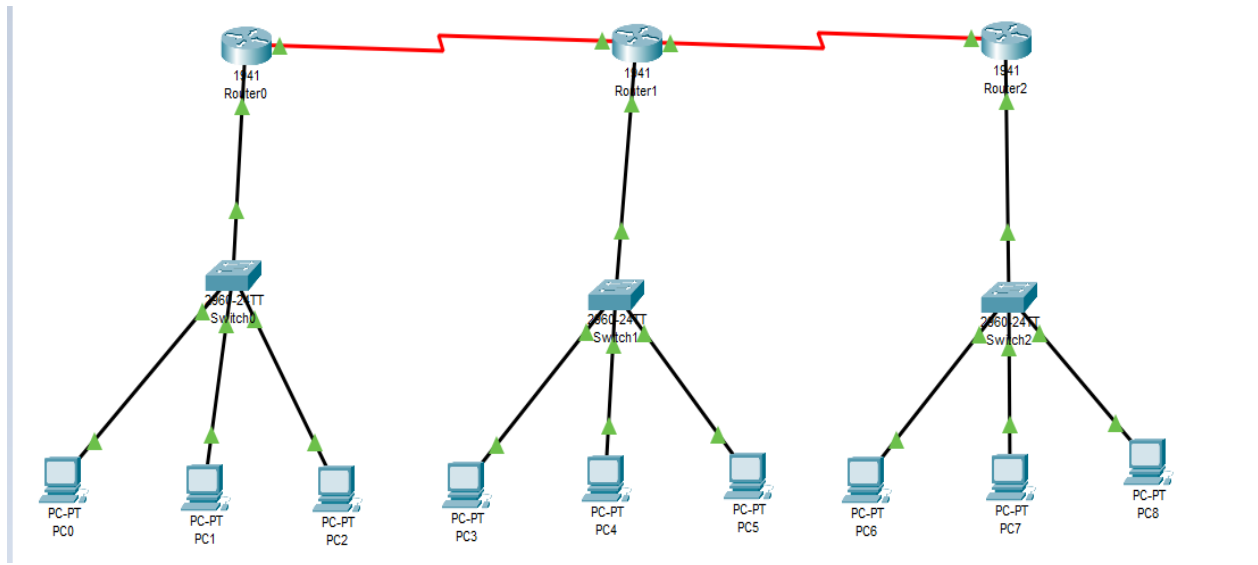 1941
Router0
1941
Router1
1941
Router2
2960-24TT
Switch0
2960-24TT
Switch1
2960-24TT
Switch2
PC-PT
PC0
PC-PT
PC1
PC-PT
PC2
PC-PT
PC3
PC-PT
PC4
PC-PT
PC5
PC-PT
PC6
PC-PT
PC7
PC-PT
PC8